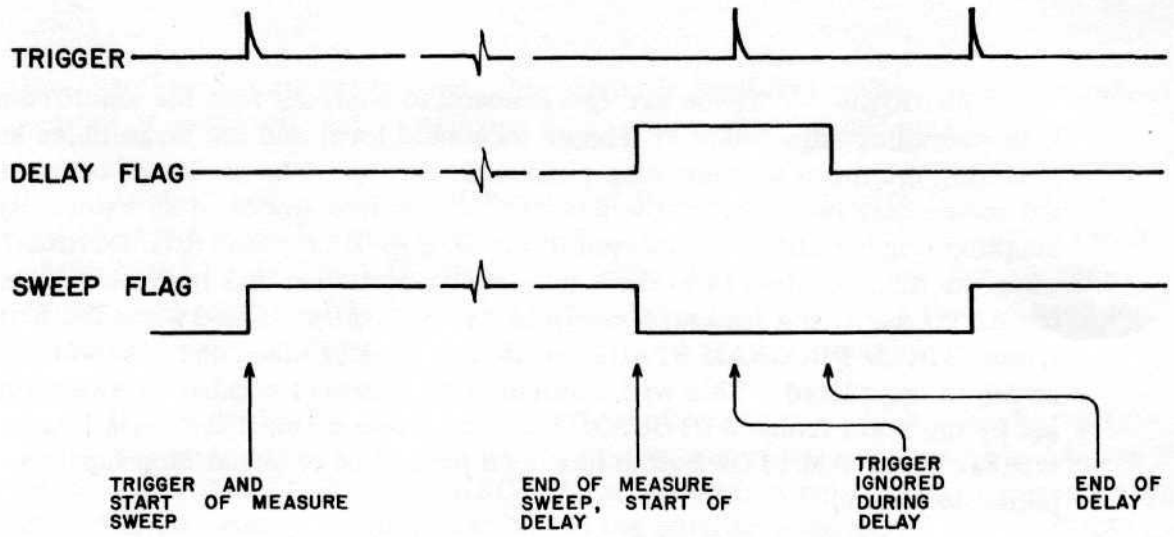 TRIGGER
DELAY FLAG
SWEEP FLAG
TRIGGER AND
START OF MEASURE
SWEEP
END OF MEASURE
SWEEP, START OF
DELAY
TRIGGER
IGNORED
DURING
DELAY
END OF
DELAY